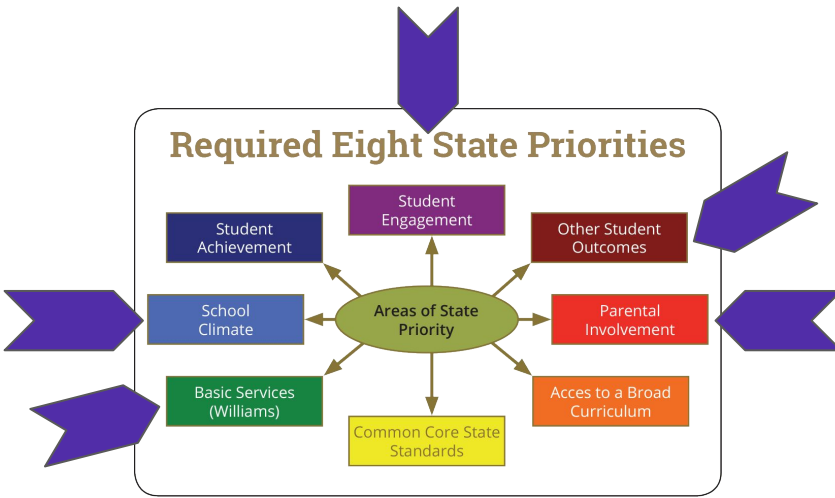 Required Eight State Priorities
Student
Engagement
Student
Achievement
Other Student
Outcomes
School
Climate
Areas of State
Priority
Parental
Involvement
Basic Services
(Williams)
Acces to a Broad
Curriculum
Common Core State
Standards